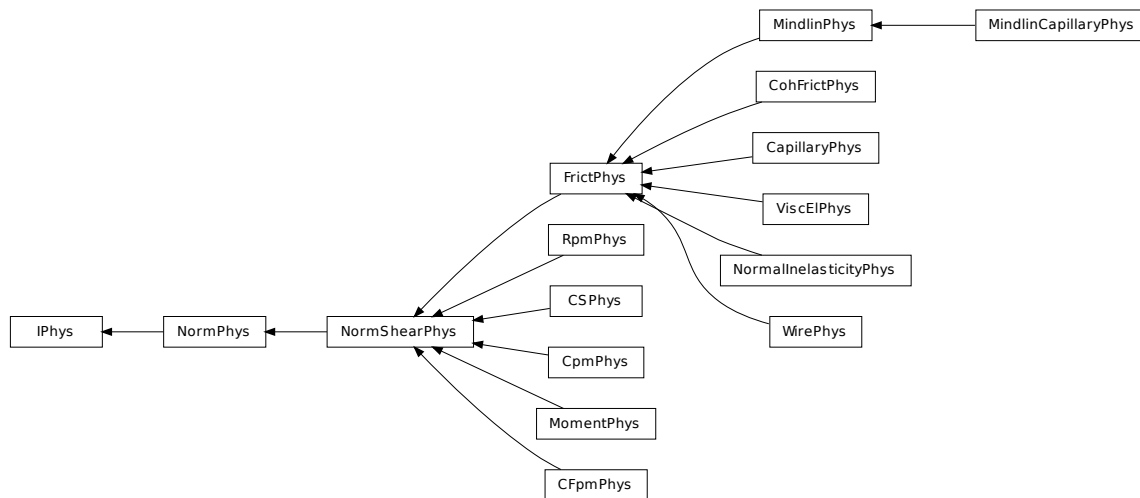 MindlinPhys
MindlinCapillaryPhys
CohFrictPhys
CapillaryPhys
FrictPhys
ViscElPhys
RpmPhys
NormalInelasticityPhys
CSPhys
IPhys
NormPhys
NormShearPhys
WirePhys
CpmPhys
MomentPhys
CFpmPhys